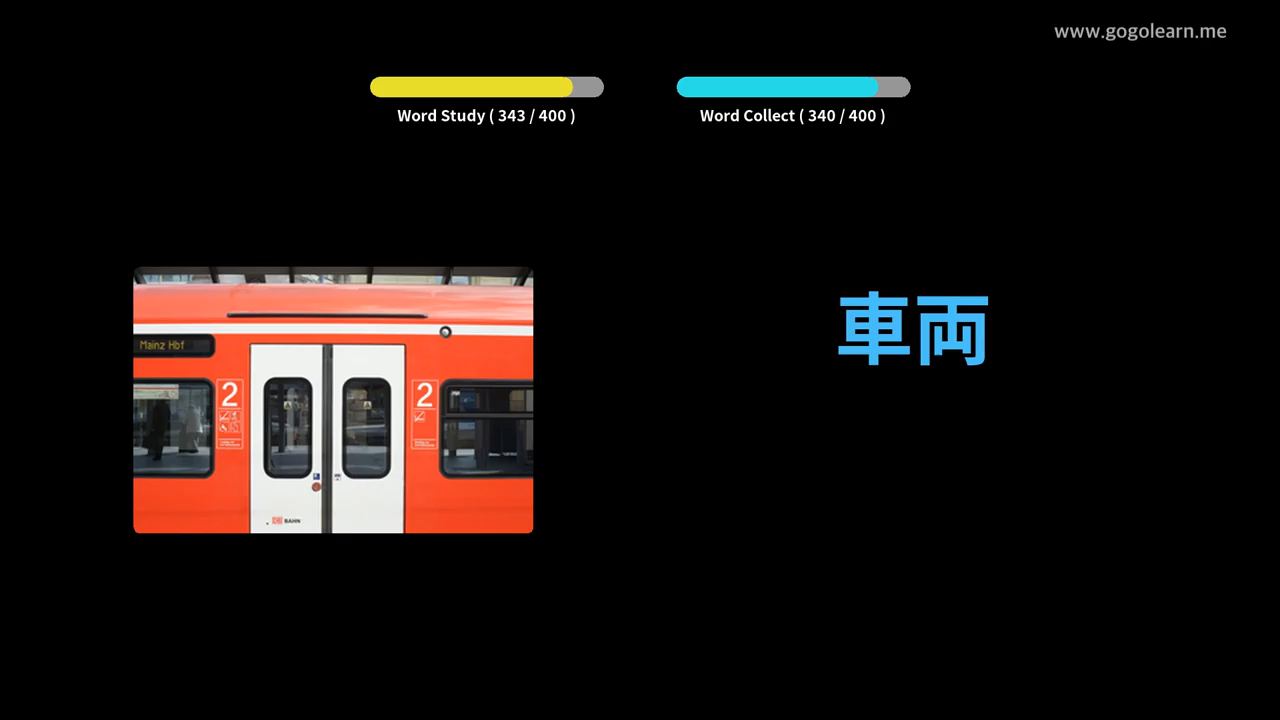 www.gogolearn.me
Word Study ( 343 / 400 )
Word Collect ( 340 / 400 )
車両
Mainz Hbf
2
2
DB BAHN